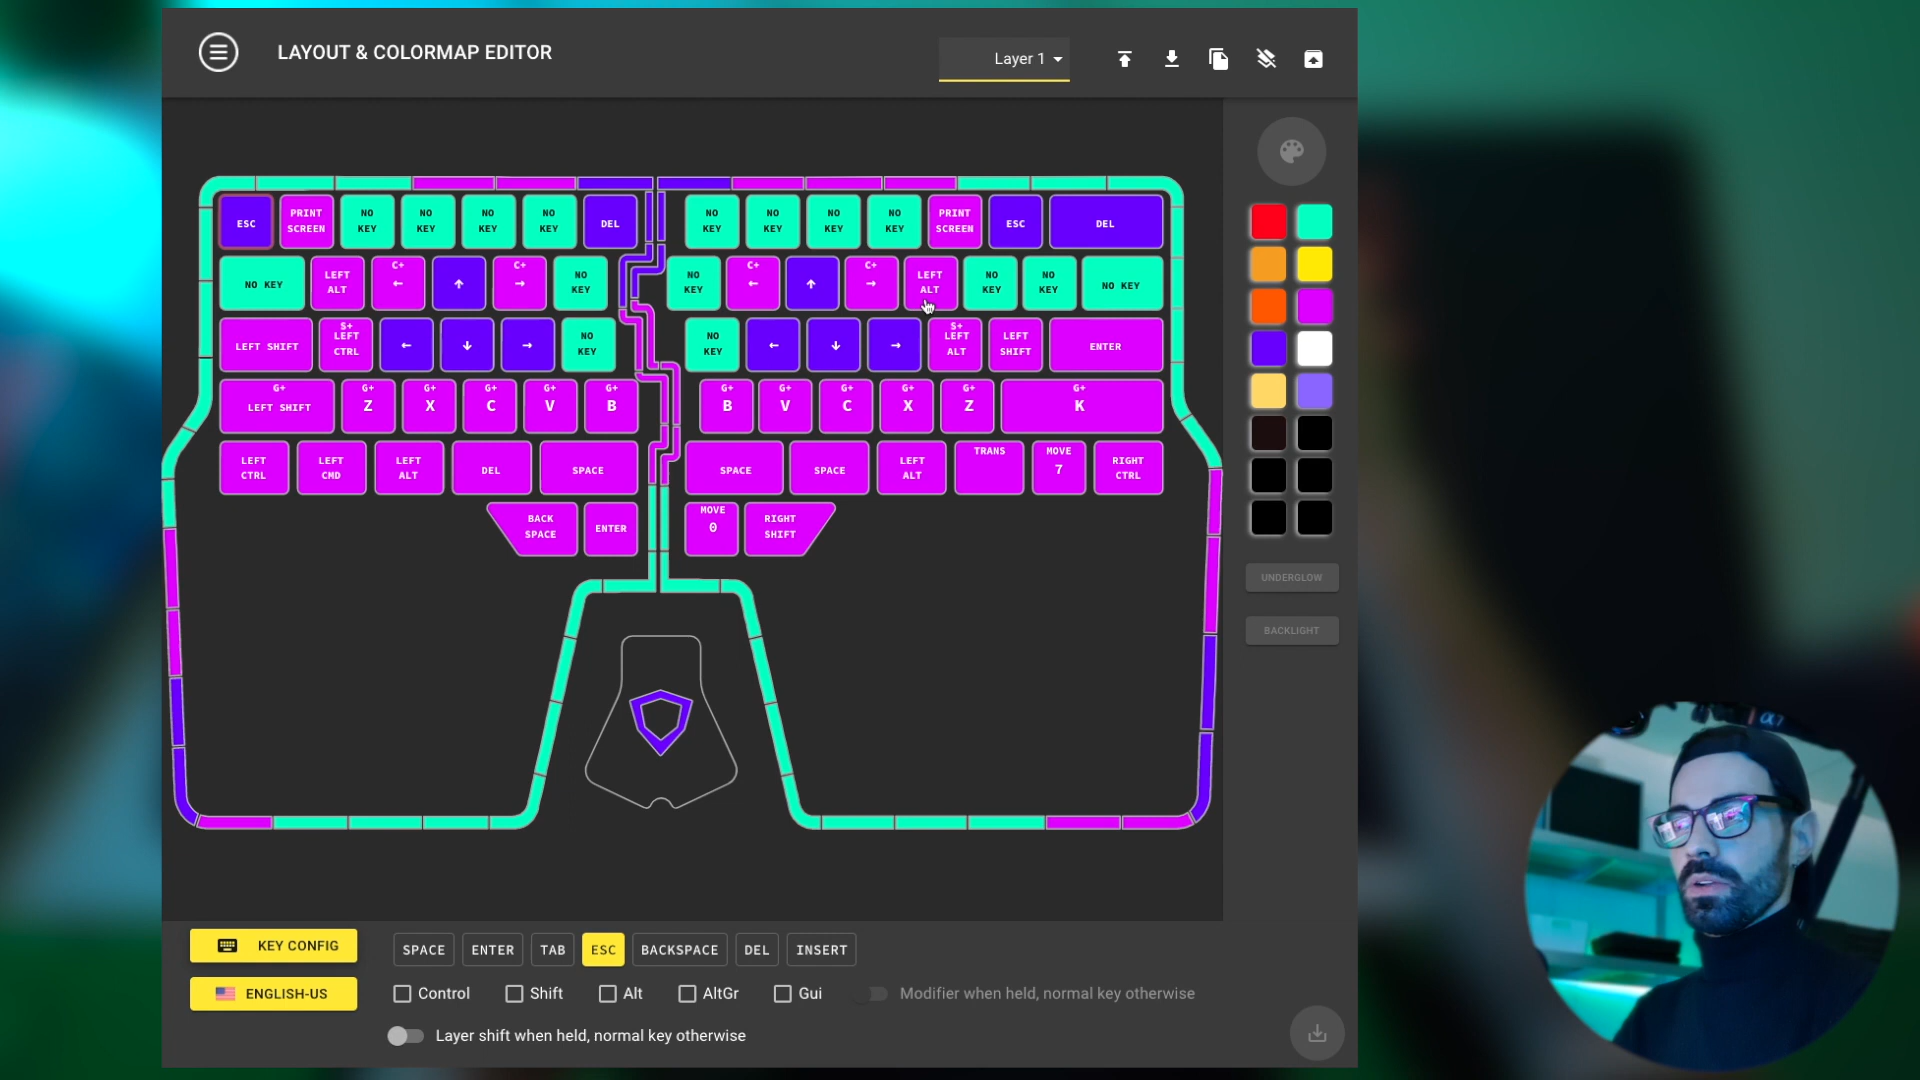 LAYOUT & COLORMAP EDITOR
Layer 1
ESC
PRINT
SCREEN
NO
KEY
NO
KEY
NO
KEY
NO
KEY
DEL
NO
KEY
NO
KEY
NO
KEY
NO
KEY
PRINT
SCREEN
ESC
DEL
NO KEY
LEFT
ALT
C+
←
↑
C+
→
NO
KEY
NO
KEY
C+
←
↑
C+
→
LEFT
ALT
NO
KEY
NO
KEY
NO KEY
LEFT SHIFT
S+
LEFT
CTRL
←
↓
→
NO
KEY
NO
KEY
←
↓
→
S+
LEFT
ALT
LEFT
SHIFT
ENTER
G+
LEFT SHIFT
G+
Z
G+
X
G+
C
G+
V
G+
B
G+
B
G+
V
G+
C
G+
X
G+
Z
G+
K
LEFT
CTRL
LEFT
CMD
LEFT
ALT
DEL
SPACE
SPACE
SPACE
LEFT
ALT
TRANS
MOVE
7
RIGHT
CTRL
BACK
SPACE
ENTER
MOVE
0
RIGHT
SHIFT
UNDERGLOW
BACKLIGHT
KEY CONFIG
SPACE ENTER TAB ESC BACKSPACE DEL INSERT
ENGLISH-US
Control Shift Alt AltGr Gui Modifier when held, normal key otherwise
Layer shift when held, normal key otherwise
α7